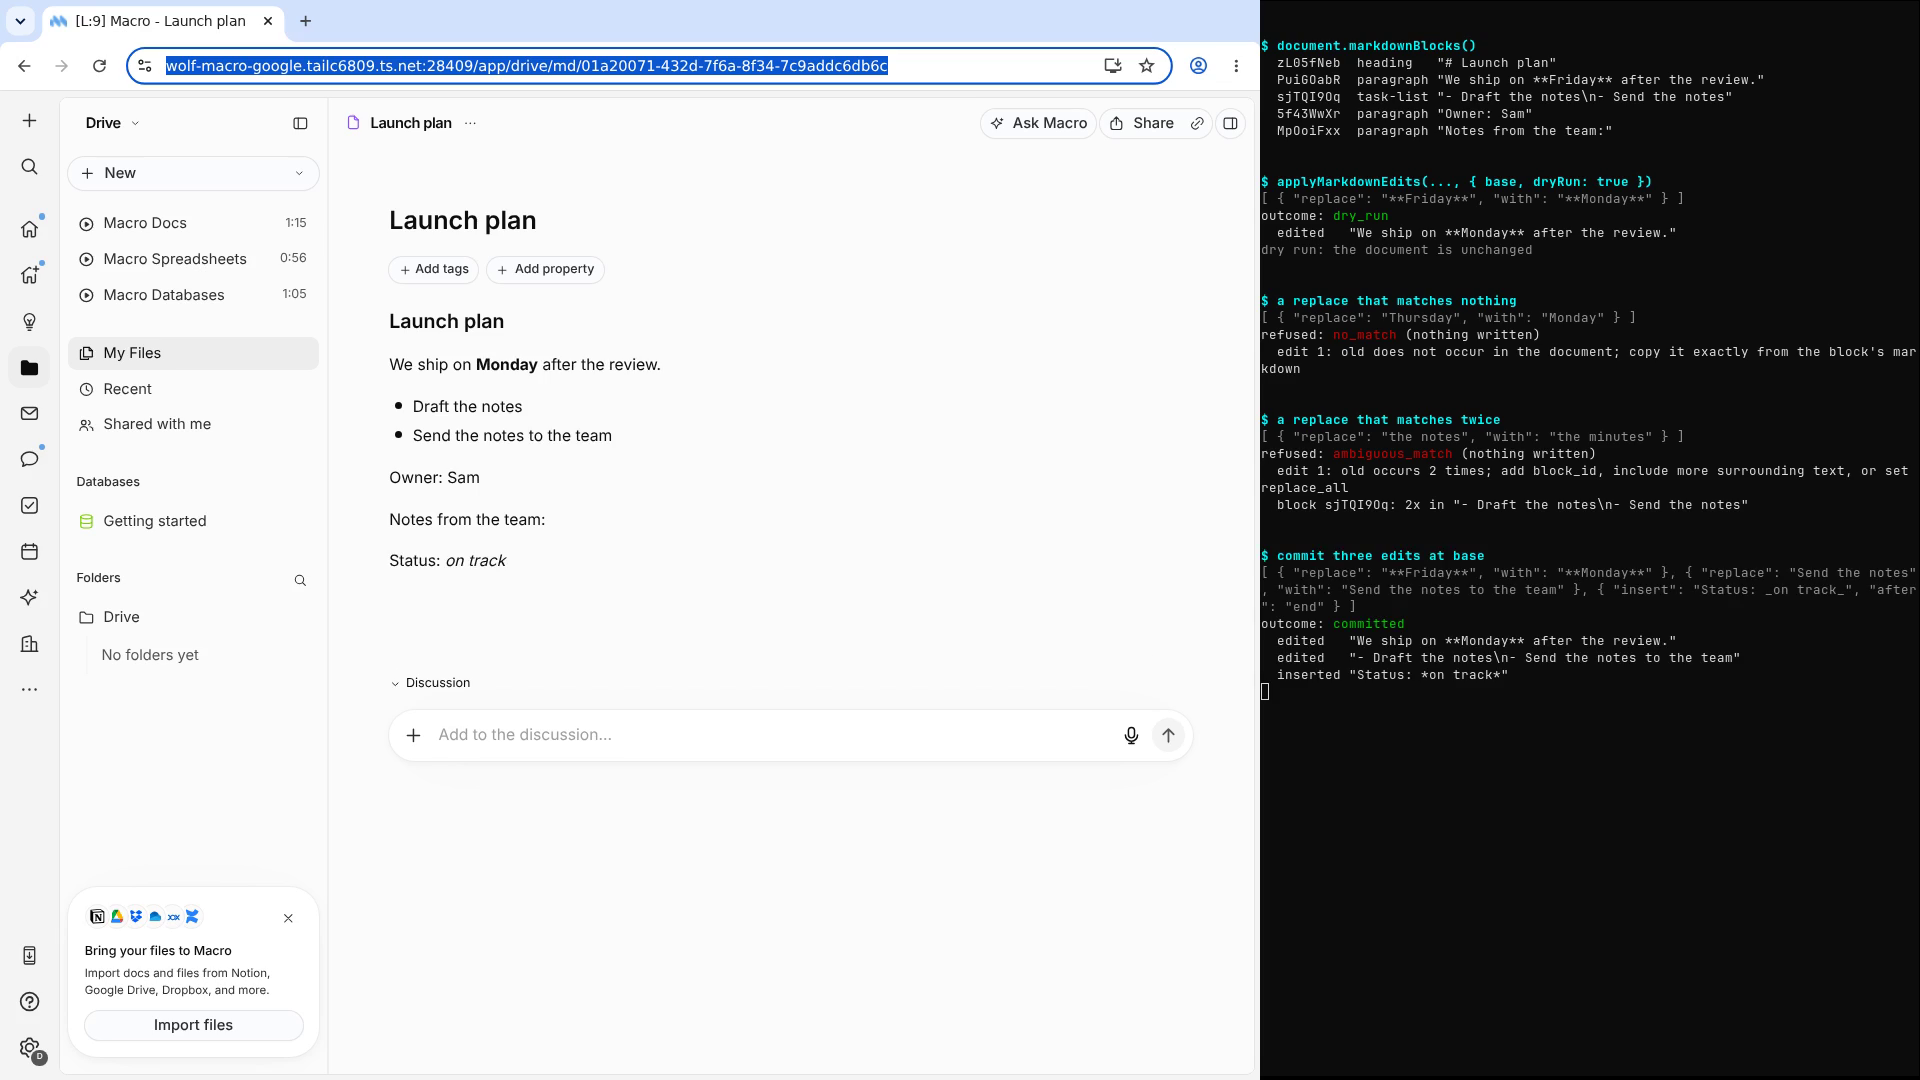 [L:9] Macro - Launch plan
wolf-macro-google.tailc6809.ts.net:28409/app/drive/md/01a20071-432d-7f6a-8f34-7c9addc6db6c
Drive
New
Macro Docs 1:15
Macro Spreadsheets 0:56
Macro Databases 1:05
My Files
Recent
Shared with me
Databases
Getting started
Folders
Drive
No folders yet
Bring your files to Macro
Import docs and files from Notion,
Google Drive, Dropbox, and more.
Import files
D
Launch plan ...
Ask Macro
Share
Launch plan
+ Add tags
+ Add property
Launch plan
We ship on Monday after the review.
• Draft the notes
• Send the notes to the team
Owner: Sam
Notes from the team:
Status: on track
Discussion
Add to the discussion...
$ document.markdownBlocks()
zL05fNeb heading "# Launch plan"
PuiGOabR paragraph "We ship on **Friday** after the review."
sjTQI9Oq task-list "- Draft the notes\n- Send the notes"
5f43WwXr paragraph "Owner: Sam"
MpOoiFxx paragraph "Notes from the team:"
$ applyMarkdownEdits(..., { base, dryRun: true })
[ { "replace": "**Friday**", "with": "**Monday**" } ]
outcome: dry_run
edited "We ship on **Monday** after the review."
dry run: the document is unchanged
$ a replace that matches nothing
[ { "replace": "Thursday", "with": "Monday" } ]
refused: no_match (nothing written)
edit 1: old does not occur in the document; copy it exactly from the block's mar
kdown
$ a replace that matches twice
[ { "replace": "the notes", "with": "the minutes" } ]
refused: ambiguous_match (nothing written)
edit 1: old occurs 2 times; add block_id, include more surrounding text, or set
replace_all
block sjTQI9Oq: 2x in "- Draft the notes\n- Send the notes"
$ commit three edits at base
[ { "replace": "**Friday**", "with": "**Monday**" }, { "replace": "Send the notes"
, "with": "Send the notes to the team" }, { "insert": "Status: _on track_", "after
": "end" } ]
outcome: committed
edited "We ship on **Monday** after the review."
edited "- Draft the notes\n- Send the notes to the team"
inserted "Status: *on track*"